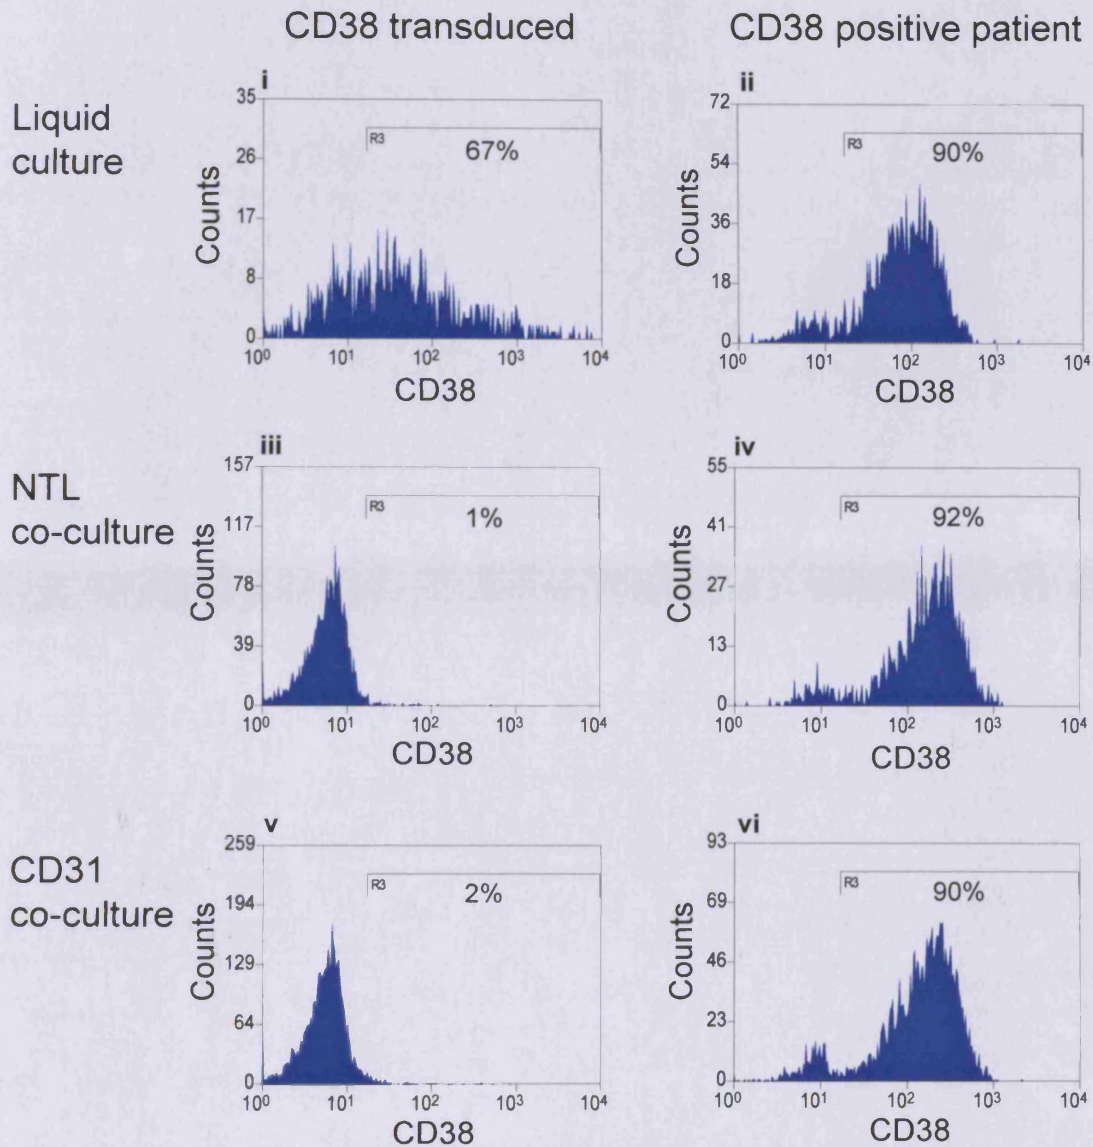 CD38 transduced
CD38 positive patient
Liquid
culture
i
35
26
17
8
0
Counts
R3
67%
10⁰ 10¹ 10² 10³ 10⁴
CD38
ii
72
54
36
18
0
Counts
R3
90%
10⁰ 10¹ 10² 10³ 10⁴
CD38
NTL
co-culture
iii
157
117
78
39
0
Counts
R3
1%
10⁰ 10¹ 10² 10³ 10⁴
CD38
iv
55
41
27
13
0
Counts
R3
92%
10⁰ 10¹ 10² 10³ 10⁴
CD38
CD31
co-culture
v
259
194
129
64
0
Counts
R3
2%
10⁰ 10¹ 10² 10³ 10⁴
CD38
vi
93
69
46
23
0
Counts
R3
90%
10⁰ 10¹ 10² 10³ 10⁴
CD38